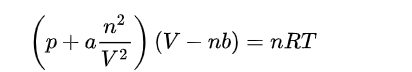 (p + a n²/V²) (V − nb) = nRT